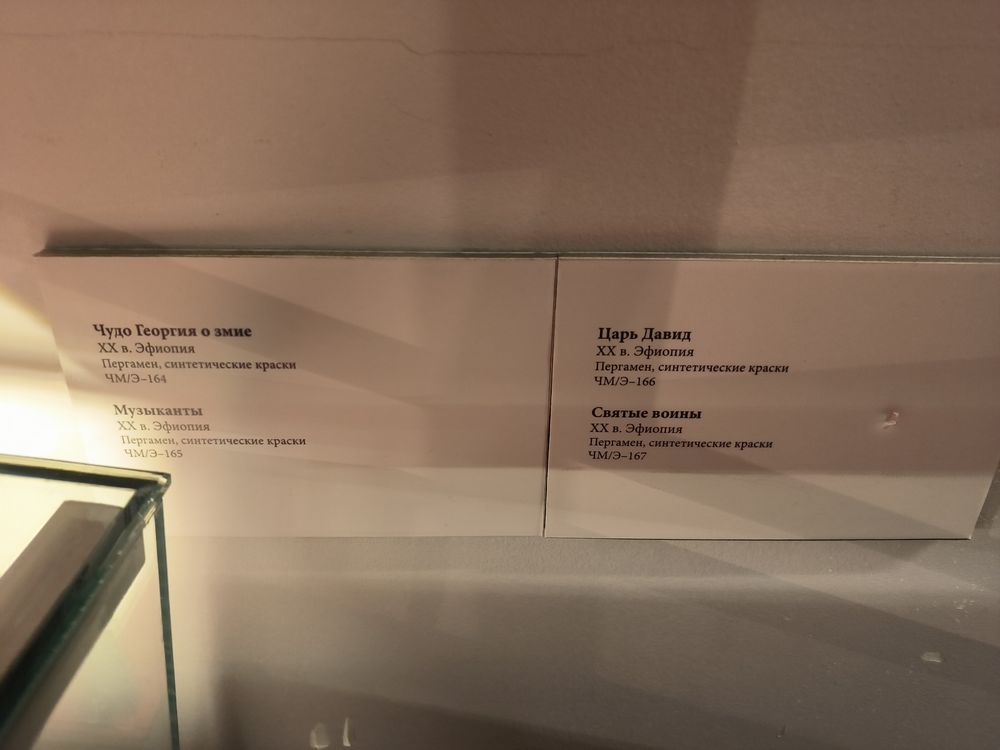 Чудо Георгия о змие
XX в. Эфиопия
Пергамен, синтетические краски
ЧМ/Э–164
Музыканты
XX в. Эфиопия
Пергамен, синтетические краски
ЧМ/Э–165
Царь Давид
XX в. Эфиопия
Пергамен, синтетические краски
ЧМ/Э–166
Святые воины
XX в. Эфиопия
Пергамен, синтетические краски
ЧМ/Э–167